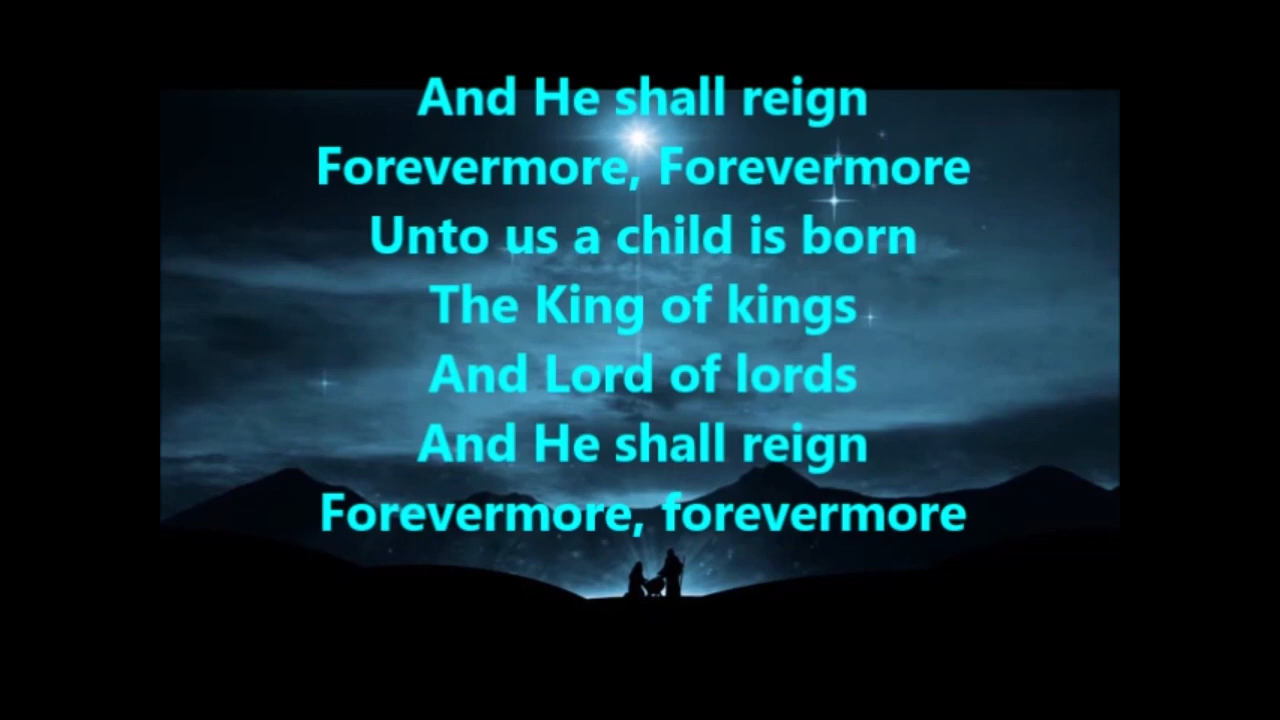 And He shall reign
Forevermore, Forevermore
Unto us a child is born
The King of kings
And Lord of lords
And He shall reign
Forevermore, forevermore